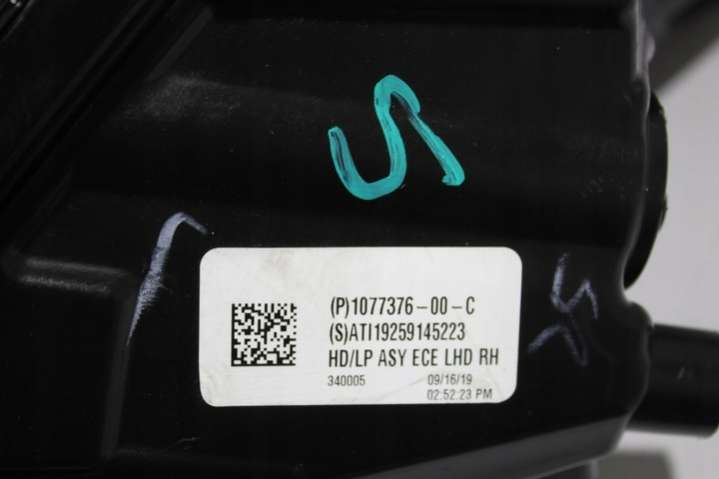 (P)1077376-00-C
(S)ATI19259145223
HD/LP ASY ECE LHD RH
340005 09/16/19
02:52:23 PM